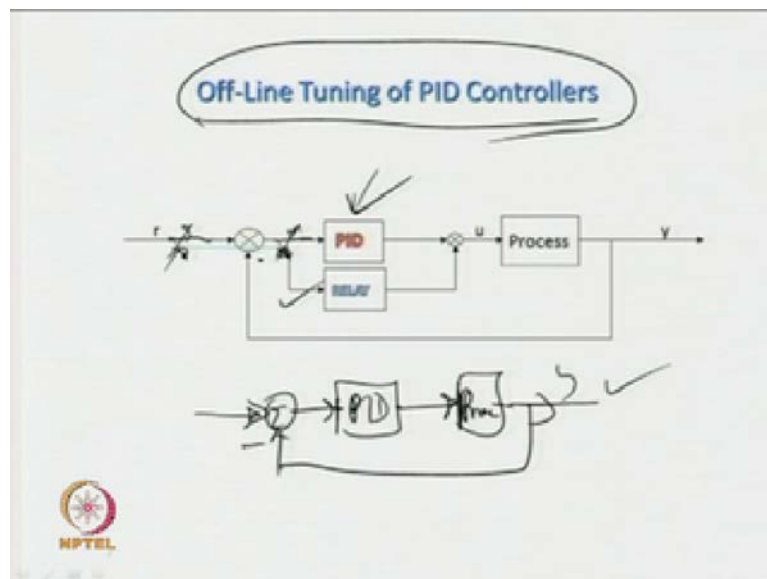 Off-Line Tuning of PID Controllers
r
PID
u
Process
y
RELAY
PID
Proc
NPTEL